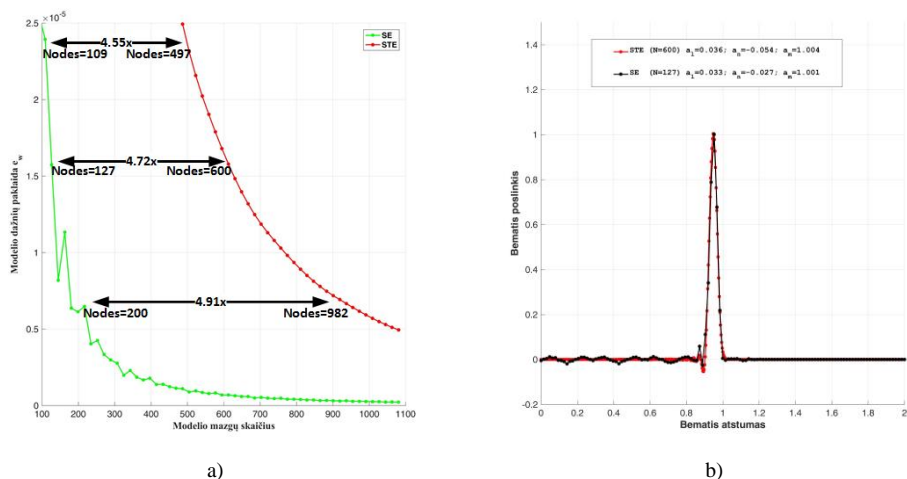 ×10⁻⁵
2.5
2
1.5
1
0.5
0
100 200 300 400 500 600 700 800 900 1000 1100
Modelio dažnių paklaida e_w
Modelio mazgų skaičius
SE
STE
4.55x
Nodes=109 Nodes=497
4.72x
Nodes=127 Nodes=600
4.91x
Nodes=200 Nodes=982
a)
1.4
1.2
1
0.8
0.6
0.4
0.2
0
-0.2
0 0.2 0.4 0.6 0.8 1 1.2 1.4 1.6 1.8 2
Bematis poslinkis
Bematis atstumas
STE (N=600) a_l=0.036; a_n=-0.054; a_m=1.004
SE (N=127) a_l=0.033; a_n=-0.027; a_m=1.001
b)